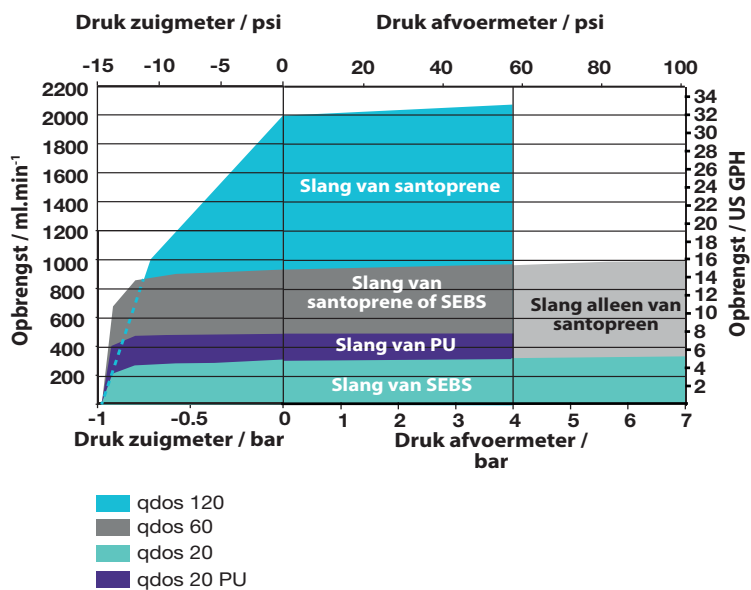 Druk zuigmeter / psi Druk afvoermeter / psi
-15 -10 -5 0 20 40 60 80 100
Opbrengst / ml.min⁻¹
2200
2000
1800
1600
1400
1200
1000
800
600
400
200
34
32
28
26
24
22
20
18
16
14
12
10
8
6
4
2
Opbrengst / US GPH
Slang van santoprene
Slang van
santoprene of SEBS
Slang alleen van
santopreen
Slang van PU
Slang van SEBS
-1 -0.5 0 1 2 3 4 5 6 7
Druk zuigmeter / bar Druk afvoermeter /
bar
qdos 120
qdos 60
qdos 20
qdos 20 PU